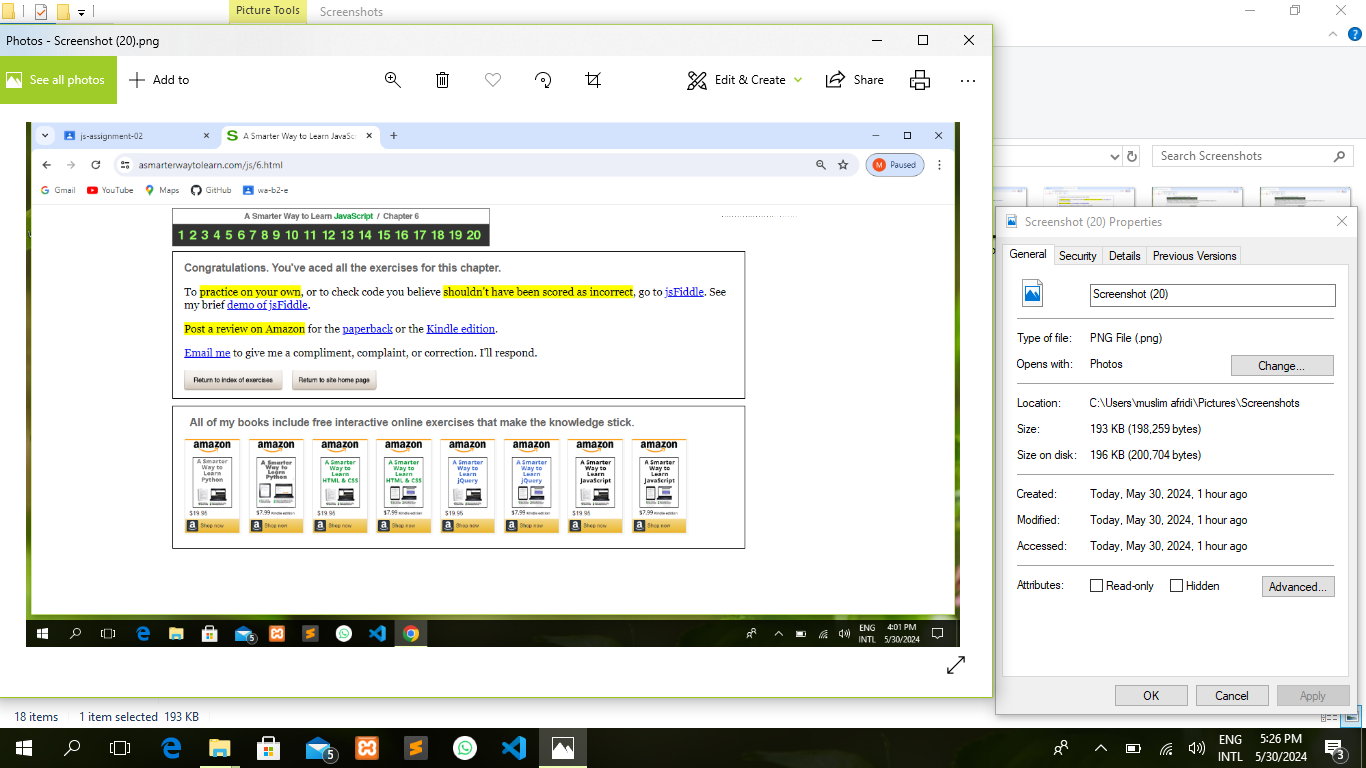 Picture Tools
Screenshots
Photos - Screenshot (20).png
See all photos
Add to
Edit & Create
Share
js-assignment-02
A Smarter Way to Learn JavaScr
asmarterwaytolearn.com/js/6.html
M Paused
Gmail YouTube Maps GitHub wa-b2-e
A Smarter Way to Learn JavaScript / Chapter 6
1 2 3 4 5 6 7 8 9 10 11 12 13 14 15 16 17 18 19 20
Congratulations. You've aced all the exercises for this chapter.
To practice on your own, or to check code you believe shouldn't have been scored as incorrect, go to jsFiddle. See
my brief demo of jsFiddle.
Post a review on Amazon for the paperback or the Kindle edition.
Email me to give me a compliment, complaint, or correction. I'll respond.
Return to index of exercises Return to site home page
All of my books include free interactive online exercises that make the knowledge stick.
amazon amazon amazon amazon amazon amazon amazon amazon
A Smarter Way to Learn Python
A Smarter Way to Learn Python
A Smarter Way to Learn HTML & CSS
A Smarter Way to Learn HTML & CSS
A Smarter Way to Learn jQuery
A Smarter Way to Learn jQuery
A Smarter Way to Learn JavaScript
A Smarter Way to Learn JavaScript
$19.95 $7.99 Kindle edition $19.95 $7.99 Kindle edition $19.95 $7.99 Kindle edition $19.95 $7.99 Kindle edition
Shop now Shop now Shop now Shop now Shop now Shop now Shop now Shop now
5
ENG
INTL
4:01 PM
5/30/2024
Search Screenshots
Screenshot (20) Properties
General Security Details Previous Versions
Screenshot (20)
Type of file: PNG File (.png)
Opens with: Photos Change...
Location: C:\Users\muslim afridi\Pictures\Screenshots
Size: 193 KB (198,259 bytes)
Size on disk: 196 KB (200,704 bytes)
Created: Today, May 30, 2024, 1 hour ago
Modified: Today, May 30, 2024, 1 hour ago
Accessed: Today, May 30, 2024, 1 hour ago
Attributes: Read-only Hidden Advanced...
OK Cancel Apply
18 items 1 item selected 193 KB
5
ENG
INTL
5:26 PM
5/30/2024
3